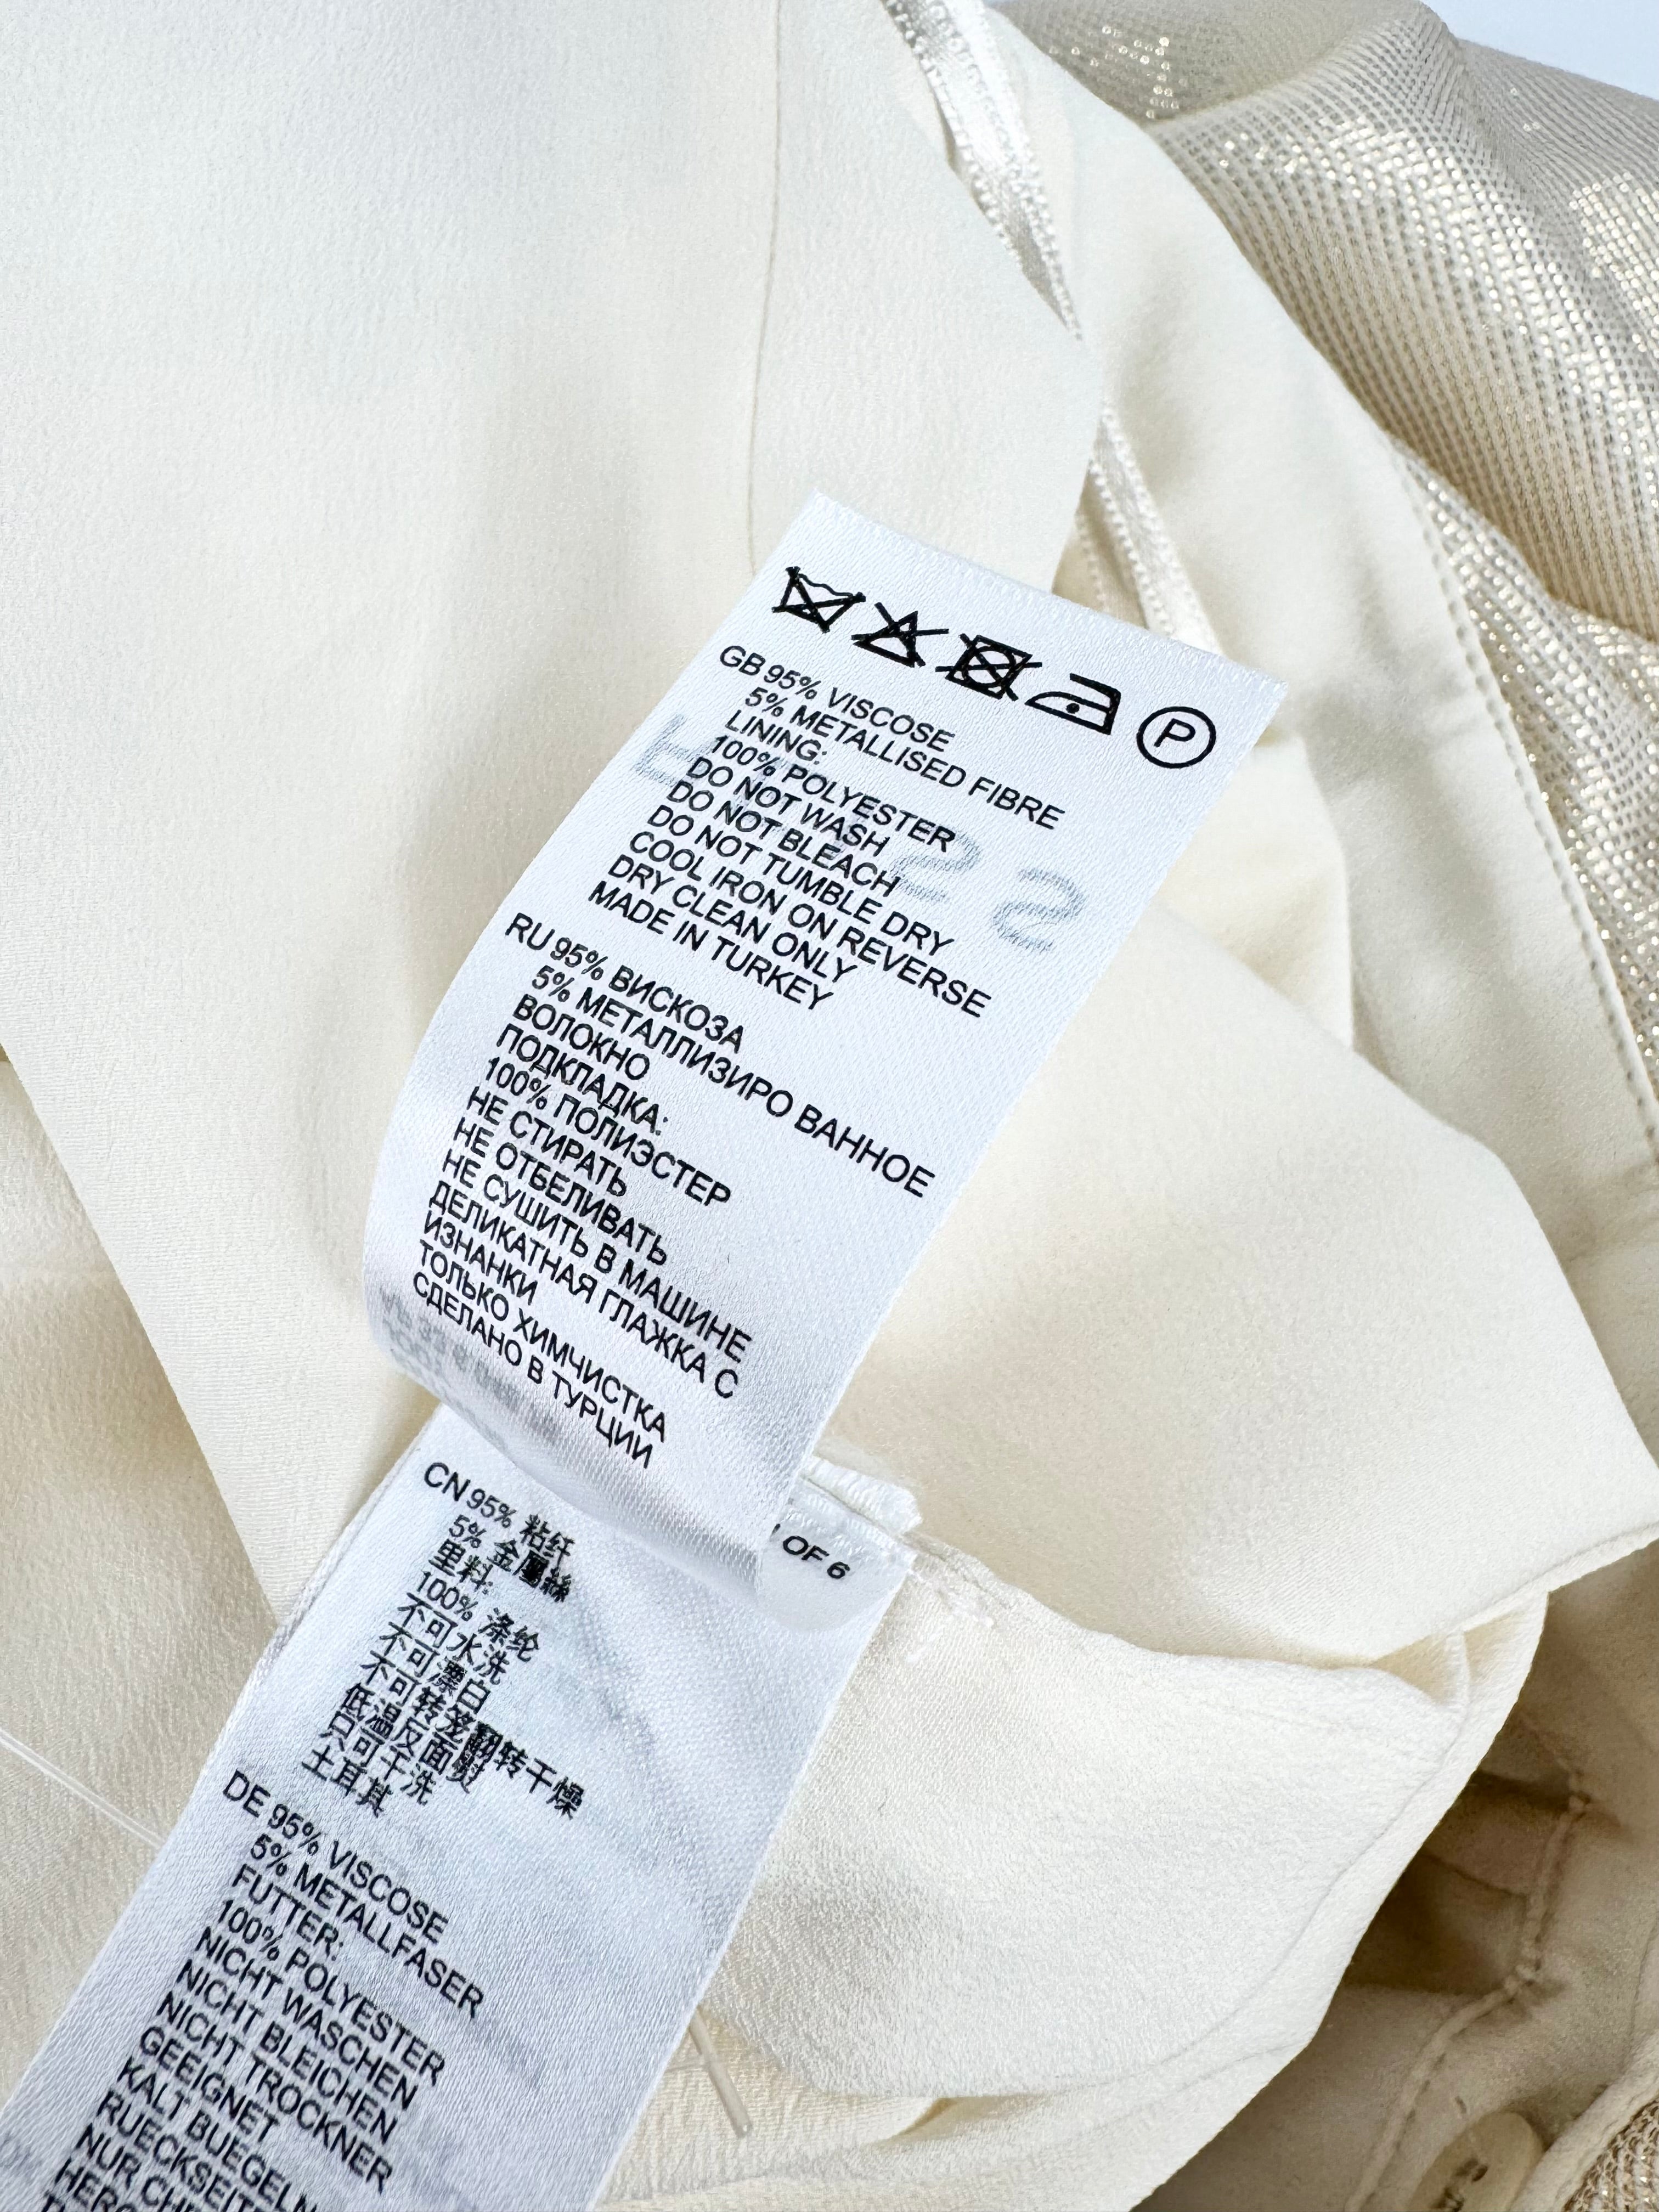 P
GB 95% VISCOSE
5% METALLISED FIBRE
LINING:
100% POLYESTER
DO NOT WASH
DO NOT BLEACH
DO NOT TUMBLE DRY
COOL IRON ON REVERSE
DRY CLEAN ONLY
MADE IN TURKEY
RU 95% ВИСКОЗА
5% МЕТАЛЛИЗИРО ВАННОЕ
ВОЛОКНО
ПОДКЛАДКА:
100% ПОЛИЭСТЕР
НЕ СТИРАТЬ
НЕ ОТБЕЛИВАТЬ
НЕ СУШИТЬ В МАШИНЕ
ДЕЛИКАТНАЯ ГЛАЖКА С
ИЗНАНКИ
ТОЛЬКО ХИМЧИСТКА
СДЕЛАНО В ТУРЦИИ
OF 6
CN 95% 粘纤
5% 金屬絲
里料:
100% 涤纶
不可水洗
不可漂白
不可转笼翻转干燥
低温反面熨
只可干洗
土耳其
DE 95% VISCOSE
5% METALLFASER
FUTTER:
100% POLYESTER
NICHT WASCHEN
NICHT BLEICHEN
NICHT TROCKNER
GEEIGNET
KALT BUEGELN
RUECKSEITE
NUR